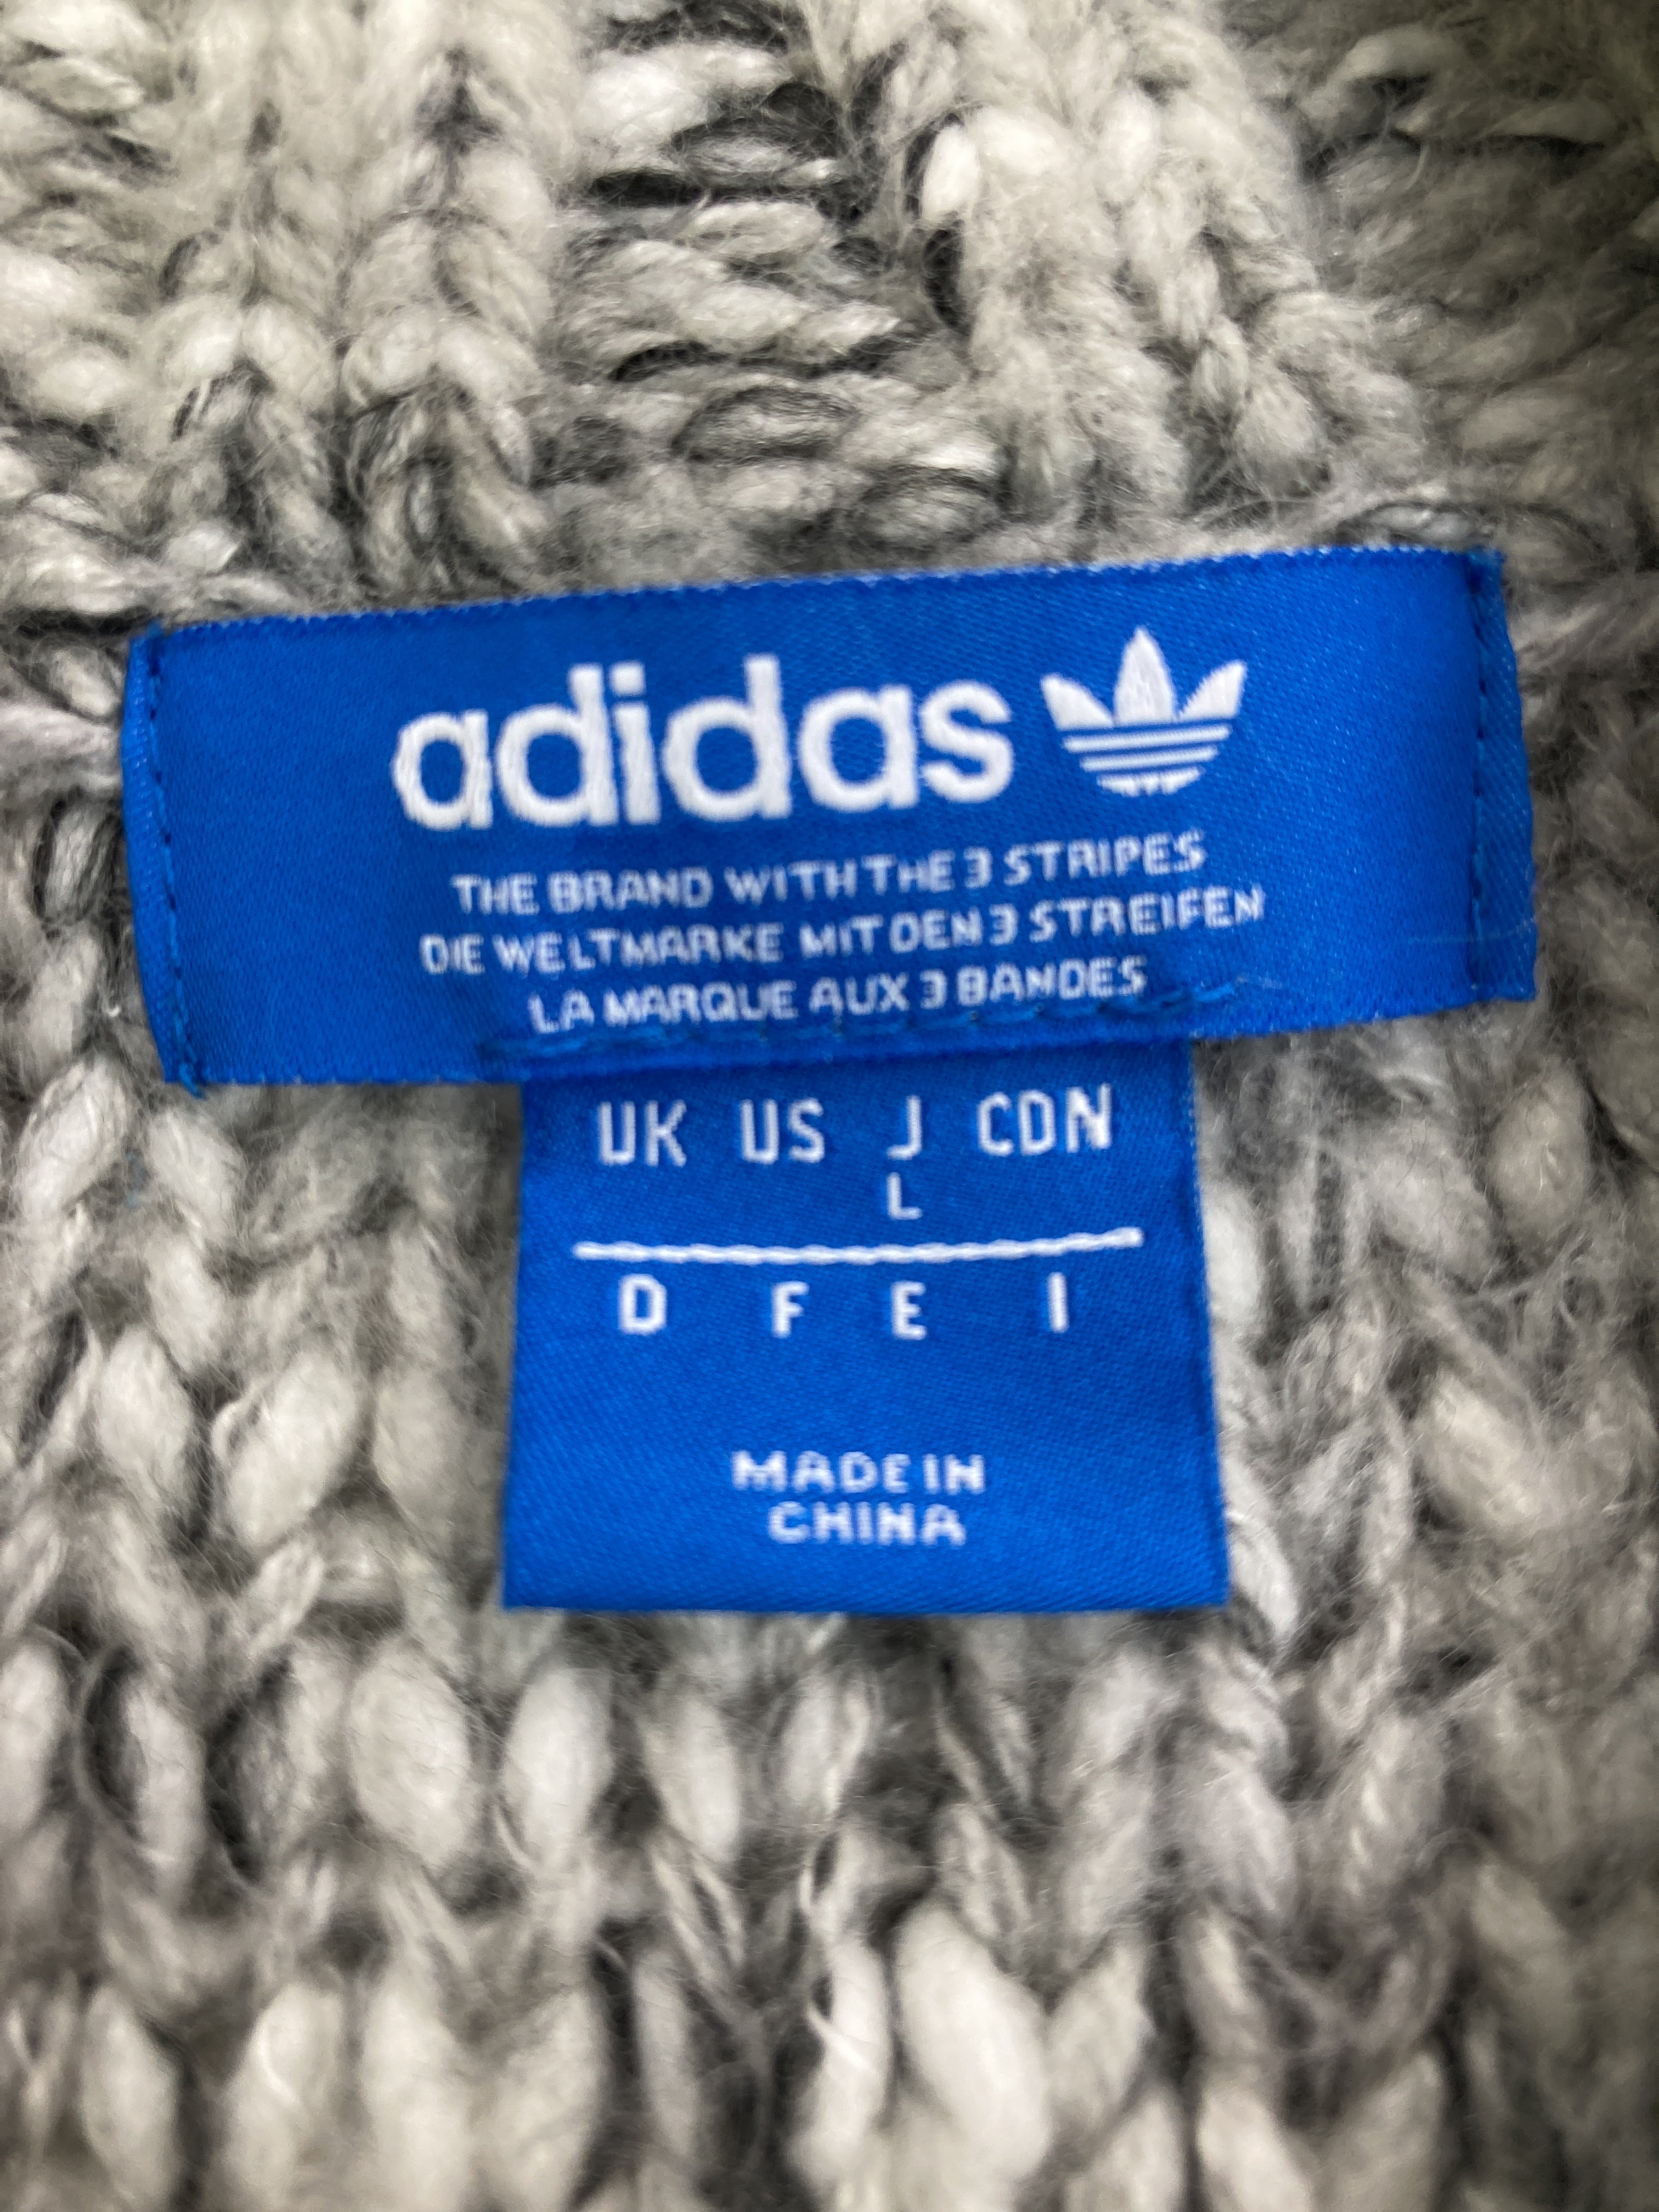 adidas
THE BRAND WITH THE 3 STRIPES
DIE WELTMARKE MIT DEN 3 STREIFEN
LA MARQUE AUX 3 BANDES
UK US J CDN
L
D F E I
MADE IN
CHINA